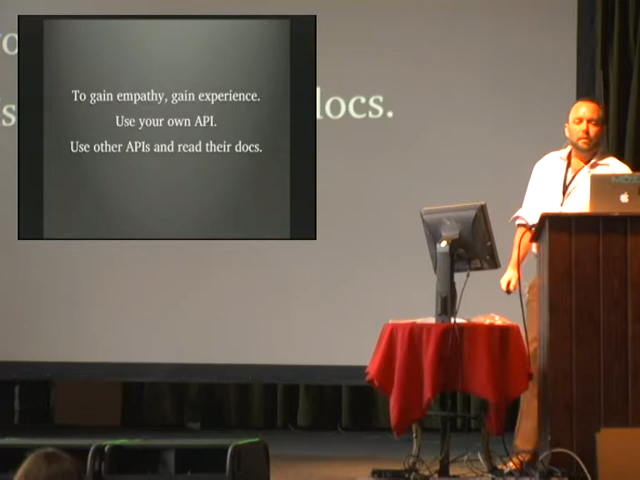 To gain empathy, gain experience.
Use your own API.
Use other APIs and read their docs.
docs.